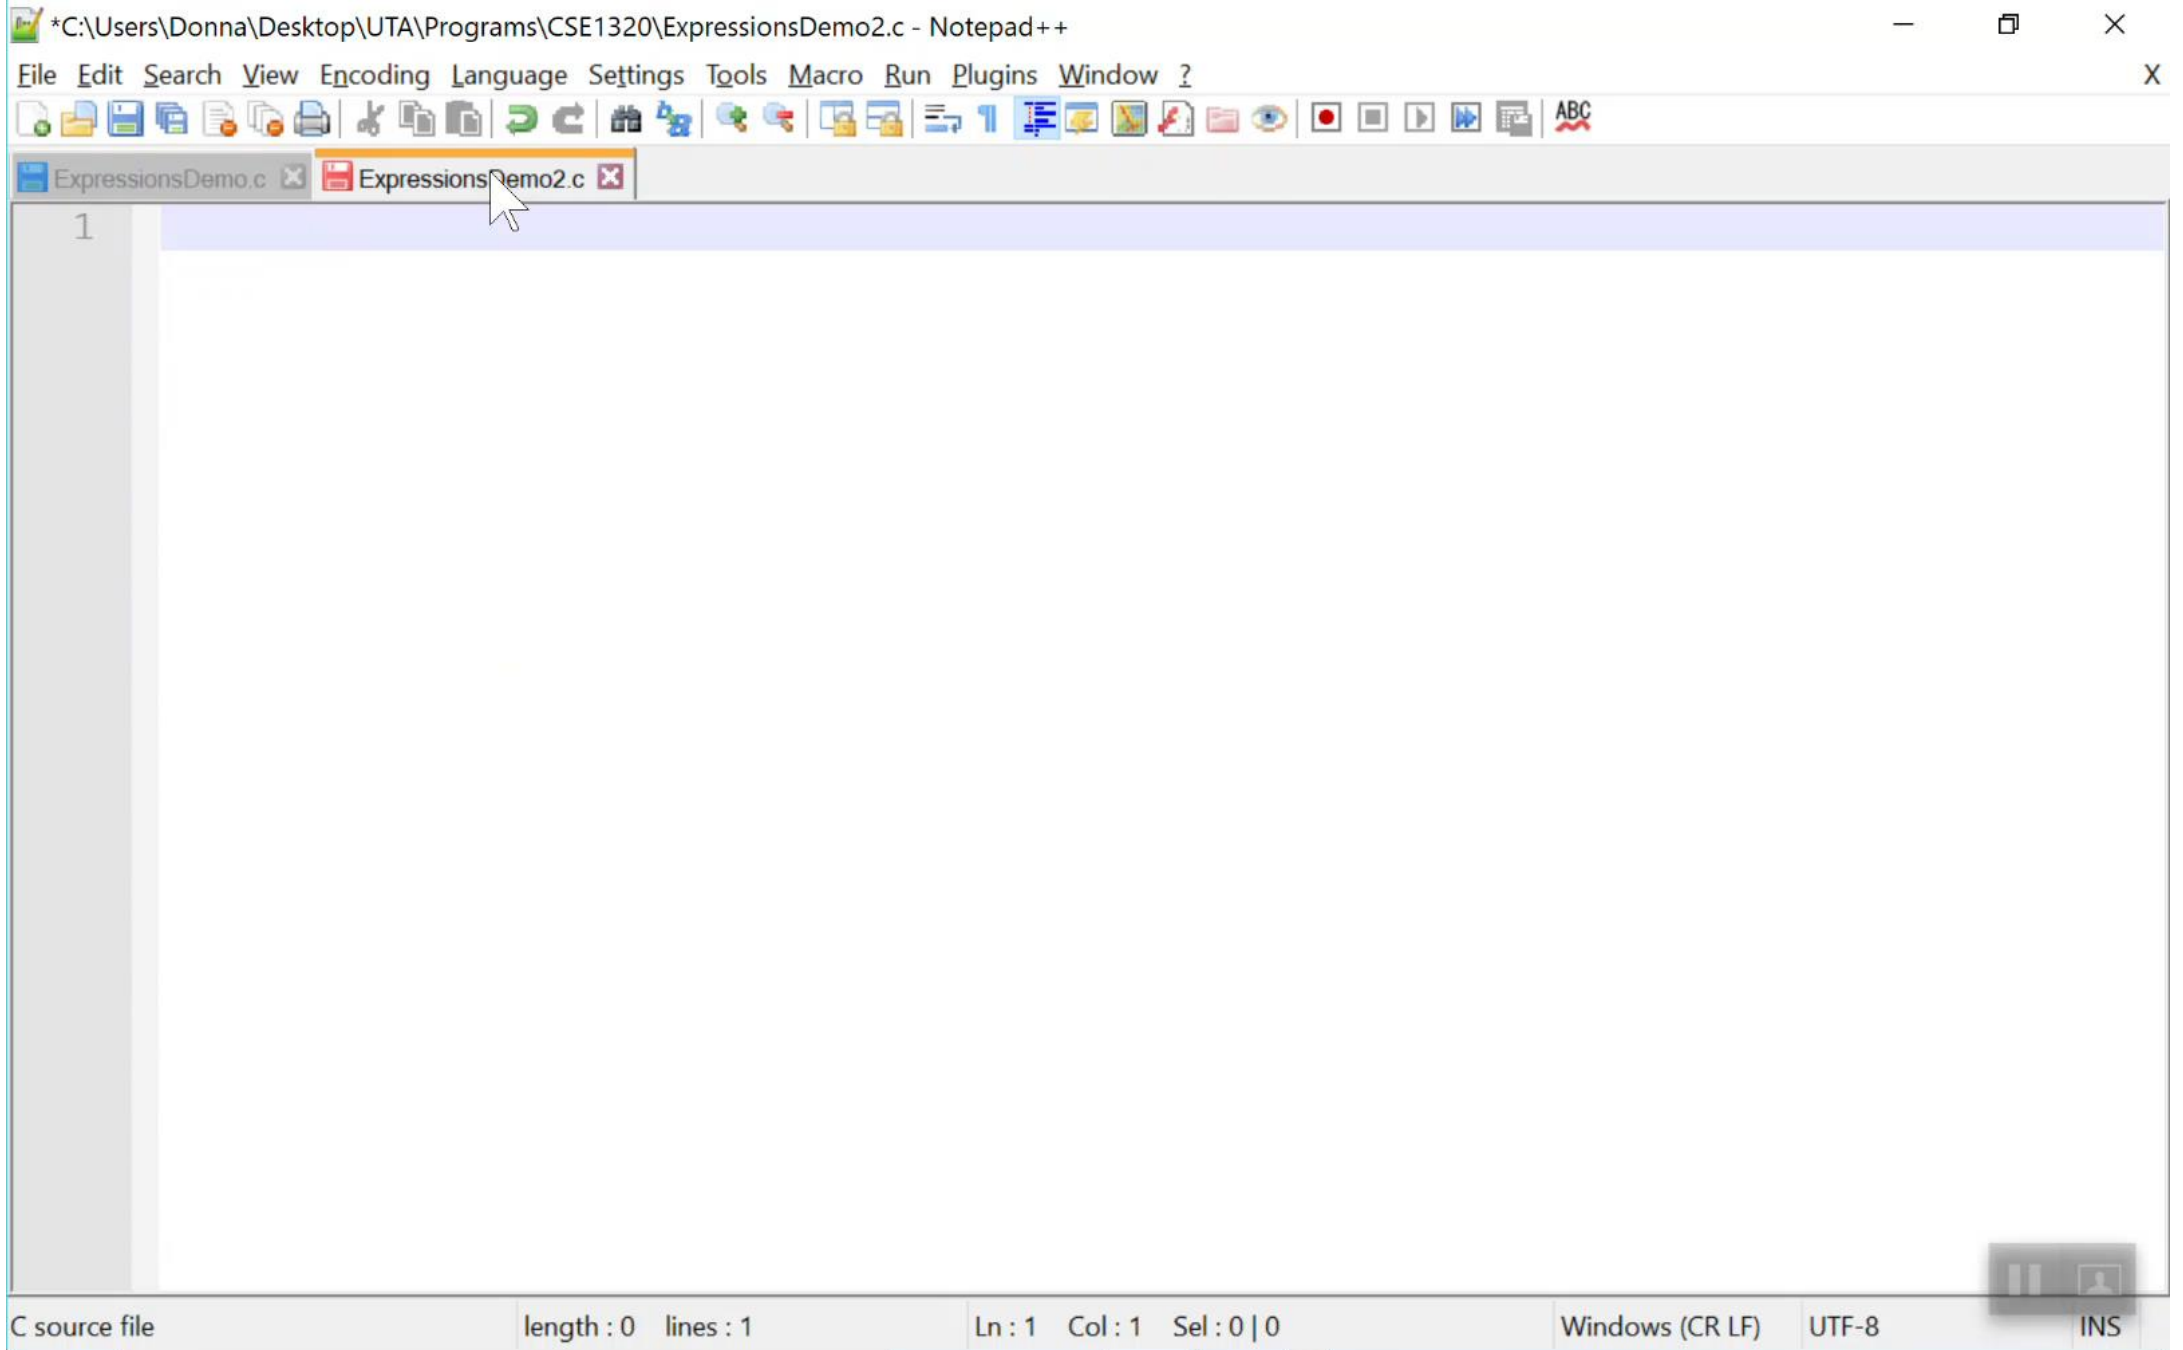 *C:\Users\Donna\Desktop\UTA\Programs\CSE1320\ExpressionsDemo2.c - Notepad++
File Edit Search View Encoding Language Settings Tools Macro Run Plugins Window ? X
ABC
ExpressionsDemo.c ExpressionsDemo2.c
1
C source file length : 0 lines : 1 Ln : 1 Col : 1 Sel : 0 | 0 Windows (CR LF) UTF-8 INS